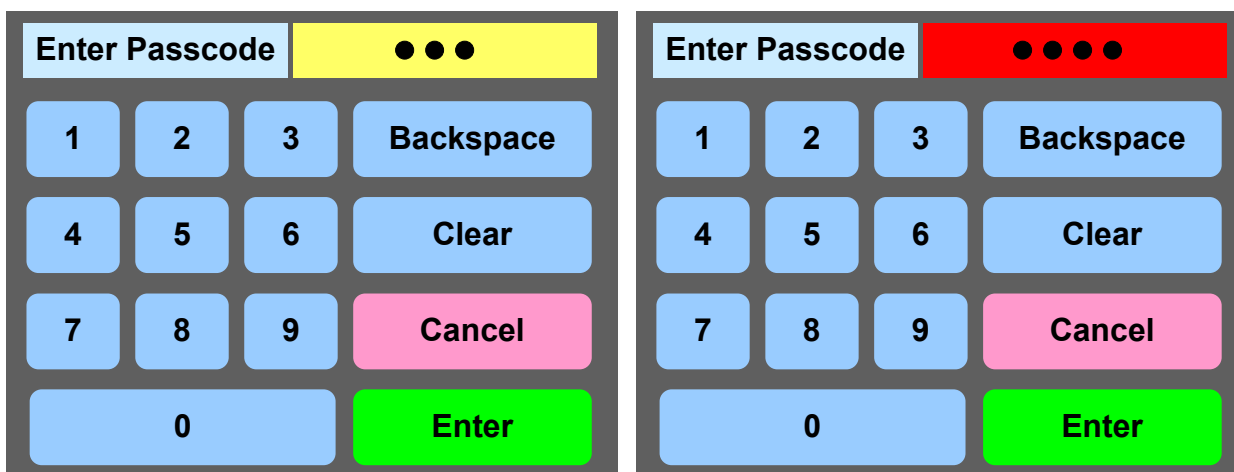 Enter Passcode ●●●
1 2 3 Backspace
4 5 6 Clear
7 8 9 Cancel
0 Enter
Enter Passcode ●●●●
1 2 3 Backspace
4 5 6 Clear
7 8 9 Cancel
0 Enter